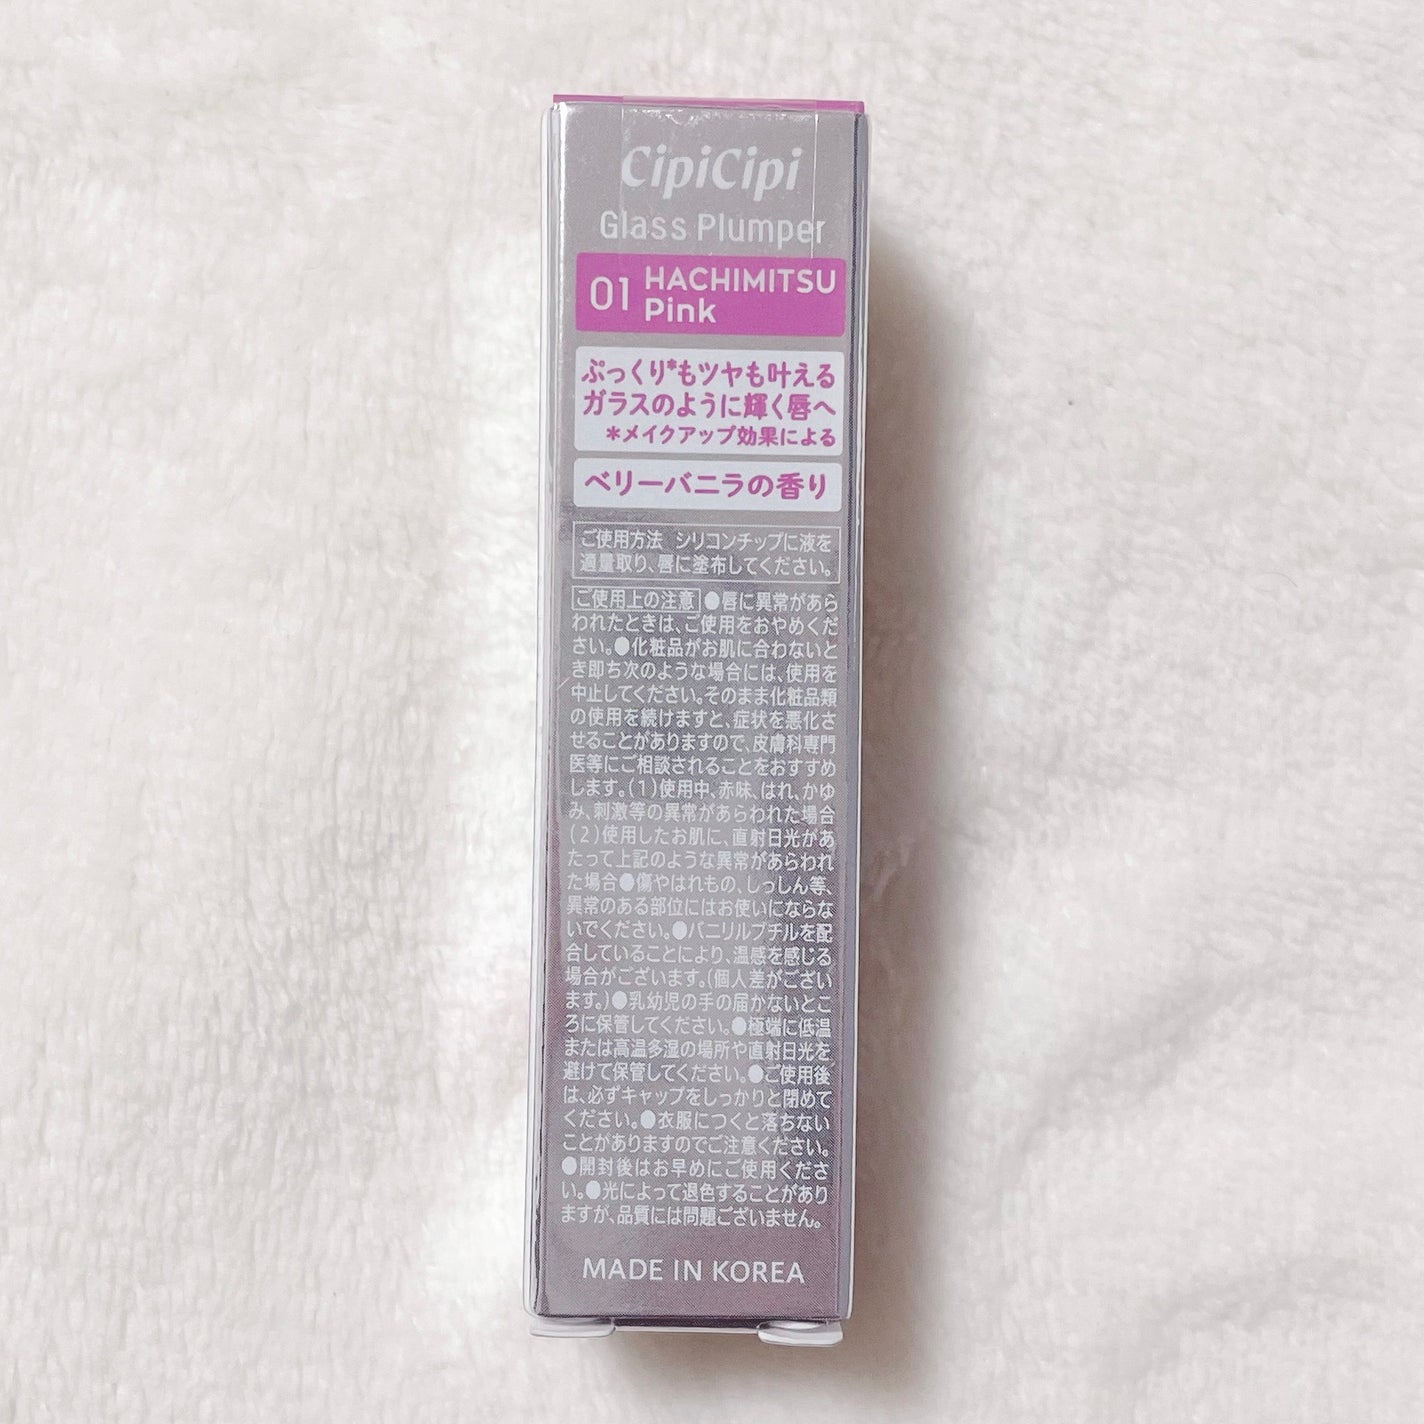 CipiCipi
Glass Plumper
01 HACHIMITSU
Pink
ぷっくり*もツヤも叶える
ガラスのように輝く唇へ
*メイクアップ効果による
ベリーバニラの香り
ご使用方法 シリコンチップに液を
適量取り、唇に塗布してください。
ご使用上の注意 ●唇に異常があら
われたときは、ご使用をおやめくだ
さい。●化粧品がお肌に合わないと
き即ち次のような場合には、使用を
中止してください。そのまま化粧品類
の使用を続けますと、症状を悪化さ
せることがありますので、皮膚科専門
医等にご相談されることをおすすめ
します。(1)使用中、赤味、はれ、かゆ
み、刺激等の異常があらわれた場合
(2)使用したお肌に、直射日光があ
たって上記のような異常があらわれ
た場合●傷やはれもの、しっしん等、
異常のある部位にはお使いにならな
いでください。●バニリルブチルを配
合していることにより、温感を感じる
場合がございます。(個人差がござい
ます。)●乳幼児の手の届かないとこ
ろに保管してください。●極端に低温
または高温多湿の場所や直射日光を
避けて保管してください。●ご使用後
は、必ずキャップをしっかりと閉めて
ください。●衣服につくと落ちない
ことがありますのでご注意ください。
●開封後はお早めにご使用くださ
い。●光によって退色することがあり
ますが、品質には問題ございません。
MADE IN KOREA